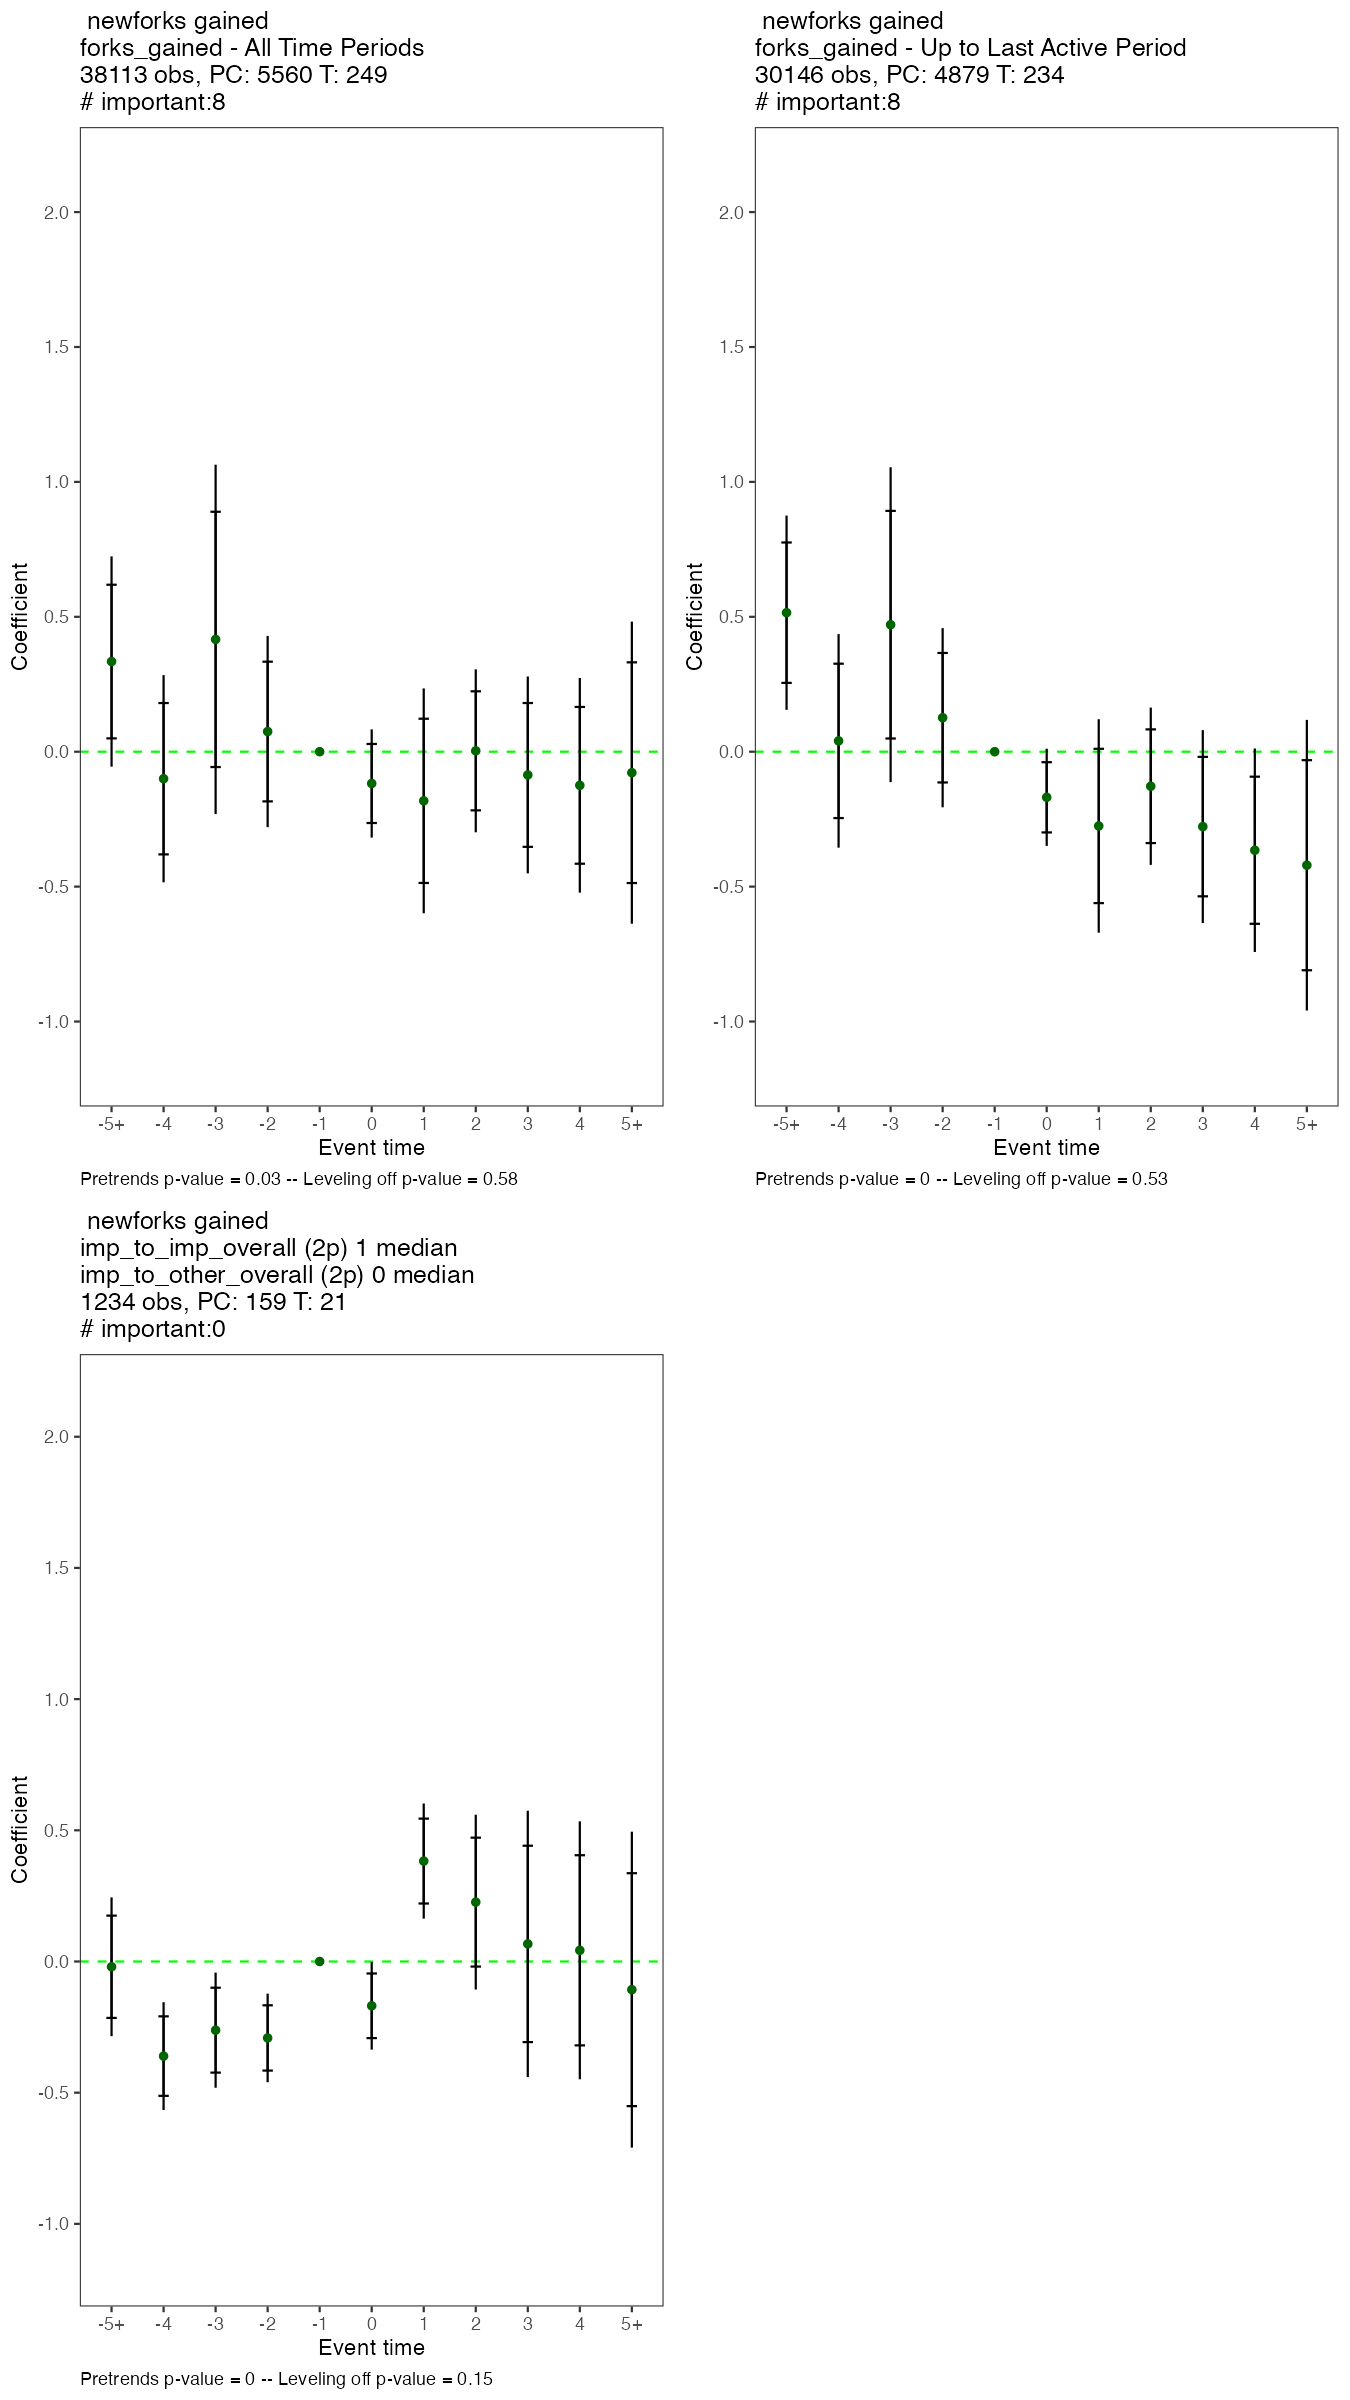 newforks gained
forks_gained - All Time Periods
38113 obs, PC: 5560 T: 249
# important:8
2.0
1.5
1.0
0.5
0.0
-0.5
-1.0
Coefficient
-5+ -4 -3 -2 -1 0 1 2 3 4 5+
Event time
Pretrends p-value = 0.03 -- Leveling off p-value = 0.58
newforks gained
forks_gained - Up to Last Active Period
30146 obs, PC: 4879 T: 234
# important:8
2.0
1.5
1.0
0.5
0.0
-0.5
-1.0
Coefficient
-5+ -4 -3 -2 -1 0 1 2 3 4 5+
Event time
Pretrends p-value = 0 -- Leveling off p-value = 0.53
newforks gained
imp_to_imp_overall (2p) 1 median
imp_to_other_overall (2p) 0 median
1234 obs, PC: 159 T: 21
# important:0
2.0
1.5
1.0
0.5
0.0
-0.5
-1.0
Coefficient
-5+ -4 -3 -2 -1 0 1 2 3 4 5+
Event time
Pretrends p-value = 0 -- Leveling off p-value = 0.15